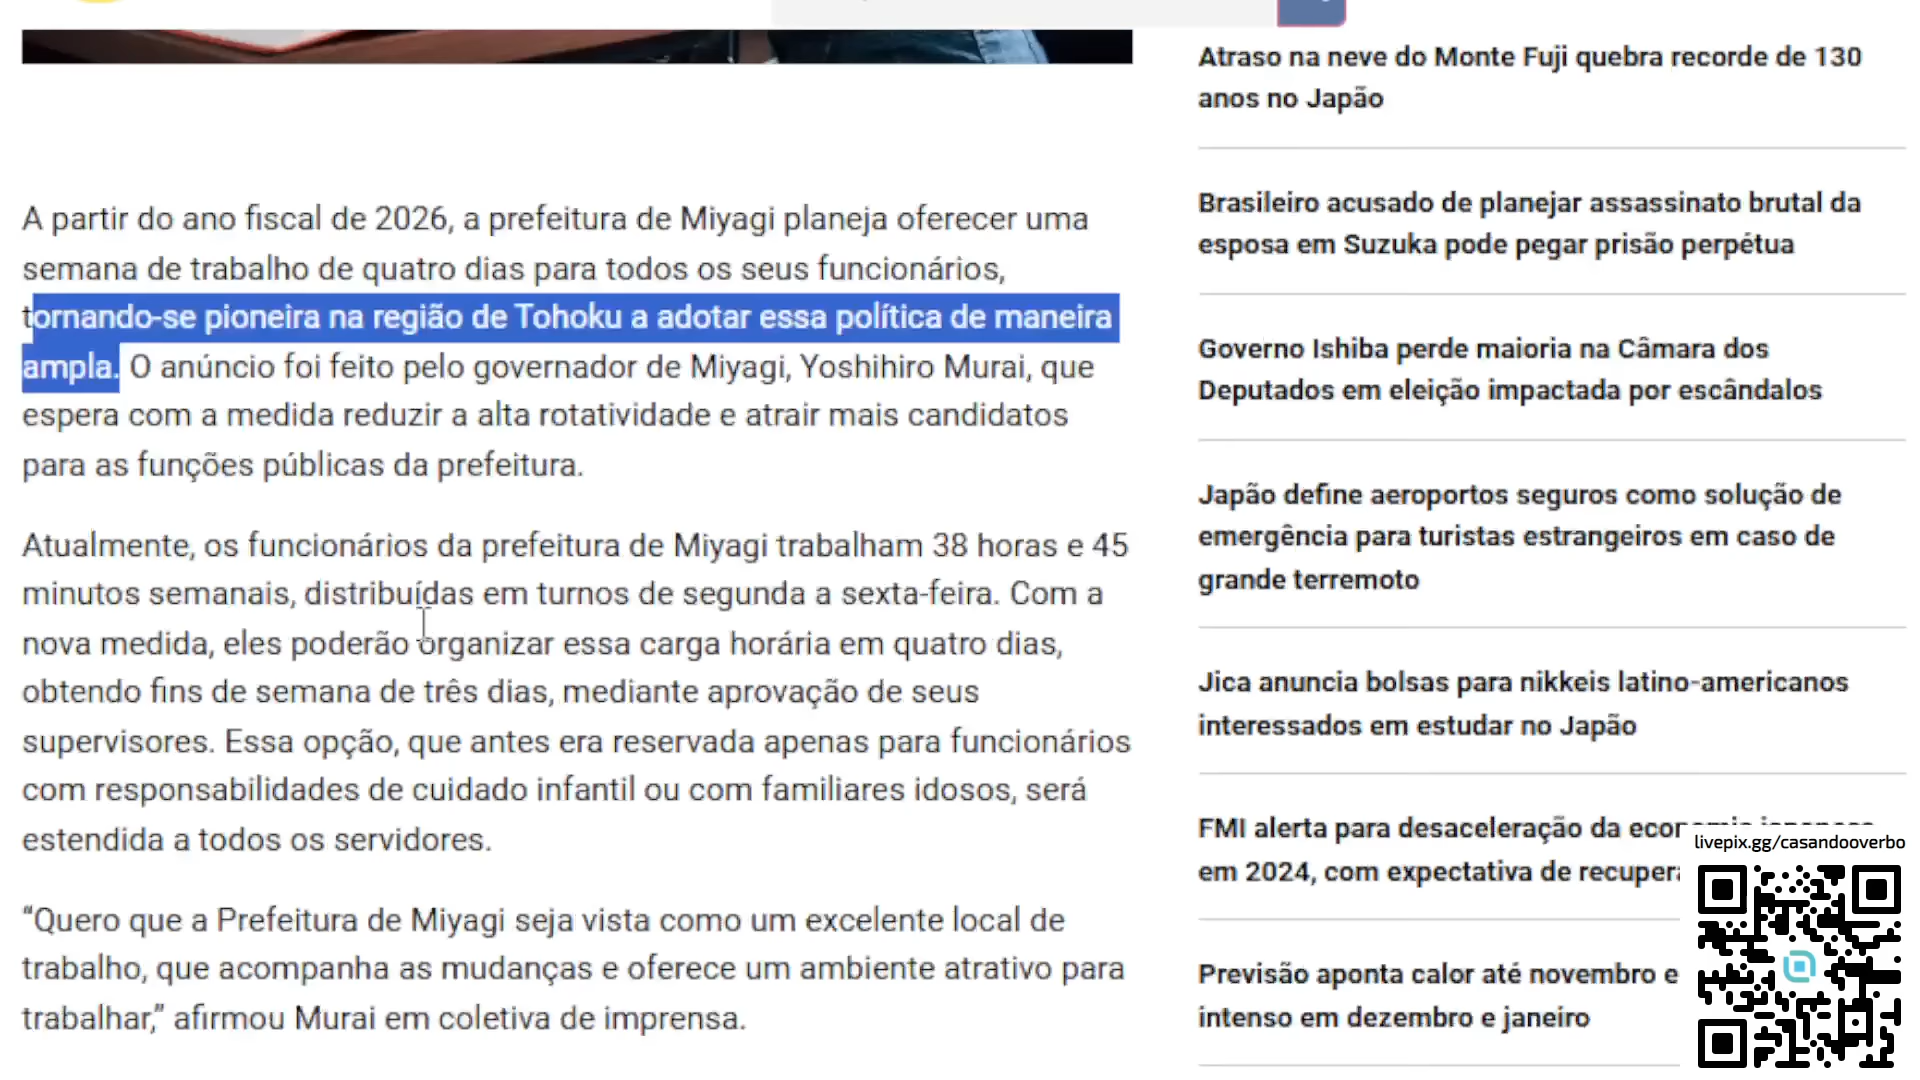 A partir do ano fiscal de 2026, a prefeitura de Miyagi planeja oferecer uma
semana de trabalho de quatro dias para todos os seus funcionários,
tornando-se pioneira na região de Tohoku a adotar essa política de maneira
ampla. O anúncio foi feito pelo governador de Miyagi, Yoshihiro Murai, que
espera com a medida reduzir a alta rotatividade e atrair mais candidatos
para as funções públicas da prefeitura.
Atualmente, os funcionários da prefeitura de Miyagi trabalham 38 horas e 45
minutos semanais, distribuídas em turnos de segunda a sexta-feira. Com a
nova medida, eles poderão organizar essa carga horária em quatro dias,
obtendo fins de semana de três dias, mediante aprovação de seus
supervisores. Essa opção, que antes era reservada apenas para funcionários
com responsabilidades de cuidado infantil ou com familiares idosos, será
estendida a todos os servidores.
“Quero que a Prefeitura de Miyagi seja vista como um excelente local de
trabalho, que acompanha as mudanças e oferece um ambiente atrativo para
trabalhar,” afirmou Murai em coletiva de imprensa.
Atraso na neve do Monte Fuji quebra recorde de 130
anos no Japão
Brasileiro acusado de planejar assassinato brutal da
esposa em Suzuka pode pegar prisão perpétua
Governo Ishiba perde maioria na Câmara dos
Deputados em eleição impactada por escândalos
Japão define aeroportos seguros como solução de
emergência para turistas estrangeiros em caso de
grande terremoto
Jica anuncia bolsas para nikkeis latino-americanos
interessados em estudar no Japão
FMI alerta para desaceleração da
em 2024, com expectativa de
Previsão aponta calor até novembro e
intenso em dezembro e janeiro
livepix.gg/casandooverbo